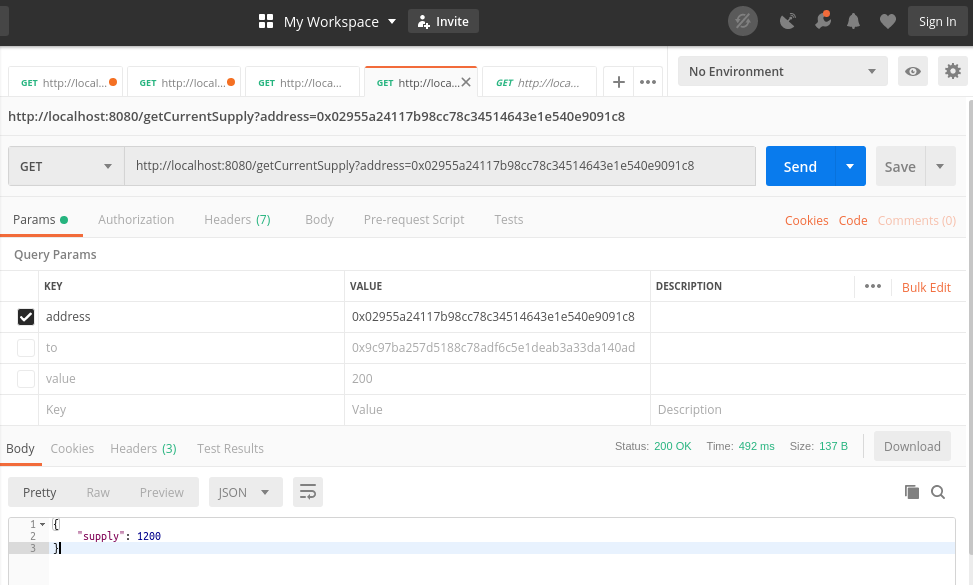 My Workspace Invite Sign In
GET http://local... GET http://local... GET http://loca... GET http://loca... GET http://loca... No Environment
http://localhost:8080/getCurrentSupply?address=0x02955a24117b98cc78c34514643e1e540e9091c8
GET http://localhost:8080/getCurrentSupply?address=0x02955a24117b98cc78c34514643e1e540e9091c8 Send Save
Params Authorization Headers (7) Body Pre-request Script Tests Cookies Code Comments (0)
Query Params
KEY VALUE DESCRIPTION Bulk Edit
address 0x02955a24117b98cc78c34514643e1e540e9091c8
to 0x9c97ba257d5188c78adf6c5e1deab3a33da140ad
value 200
Key Value Description
Body Cookies Headers (3) Test Results Status: 200 OK Time: 492 ms Size: 137 B Download
Pretty Raw Preview JSON
1 {
2 "supply": 1200
3 }